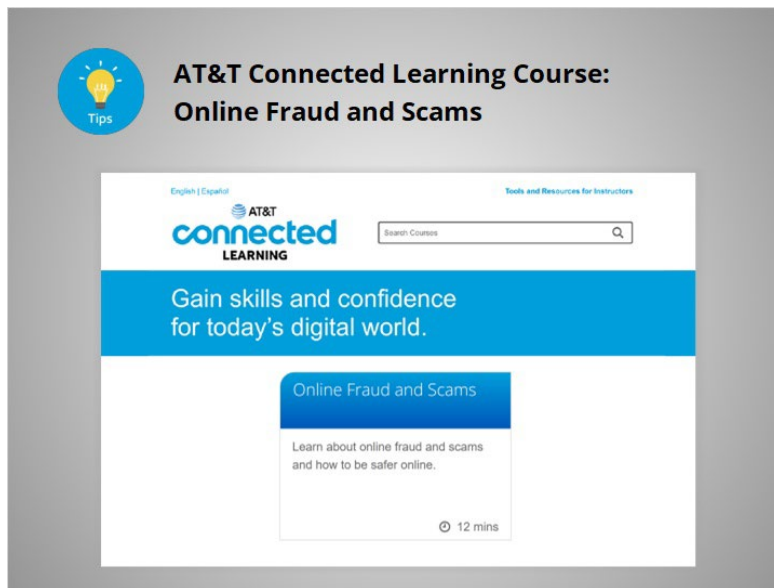 Tips
AT&T Connected Learning Course:
Online Fraud and Scams
English | Español
Tools and Resources for Instructors
AT&T
connected
LEARNING
Search Courses
Gain skills and confidence
for today's digital world.
Online Fraud and Scams
Learn about online fraud and scams
and how to be safer online.
12 mins